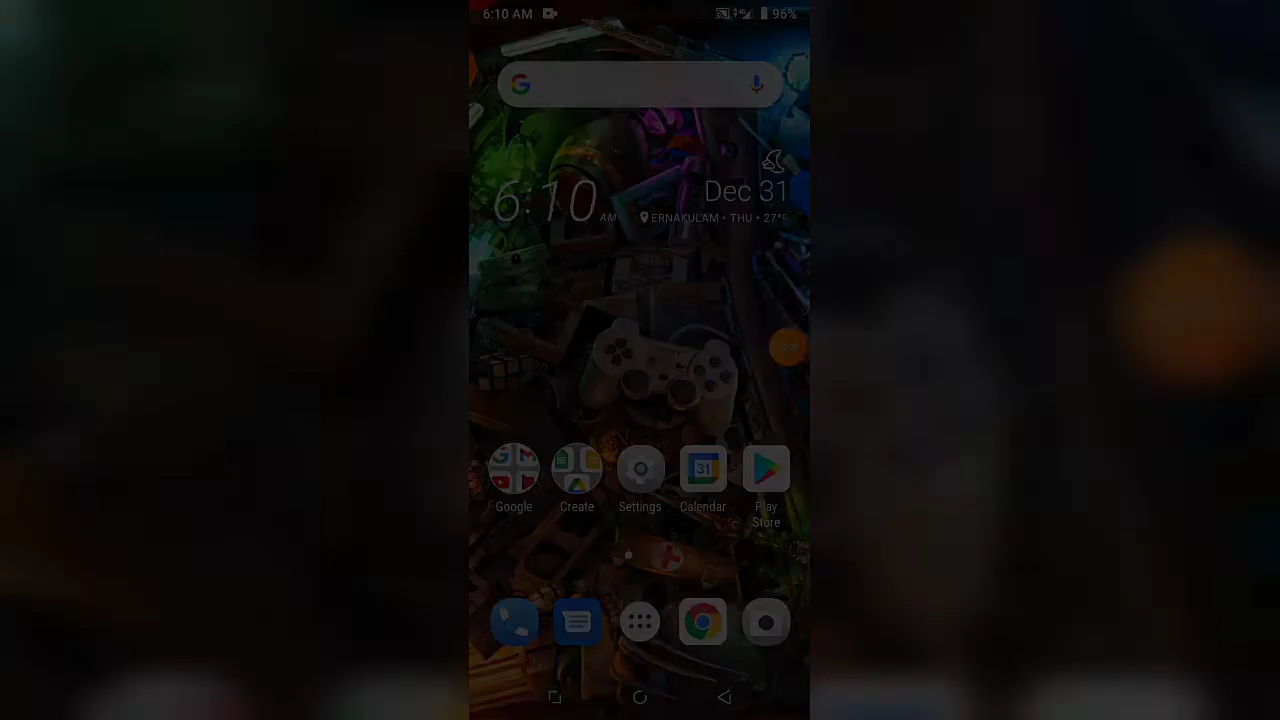 6:10 AM 4G 96%
6:10 AM
Dec 31
ERNAKULAM • THU • 27°C
Google Create Settings 31 Calendar Play Store